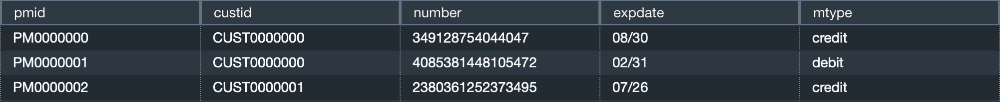 pmid custid number expdate mtype
PM0000000 CUST0000000 349128754044047 08/30 credit
PM0000001 CUST0000000 4085381448105472 02/31 debit
PM0000002 CUST0000001 2380361252373495 07/26 credit